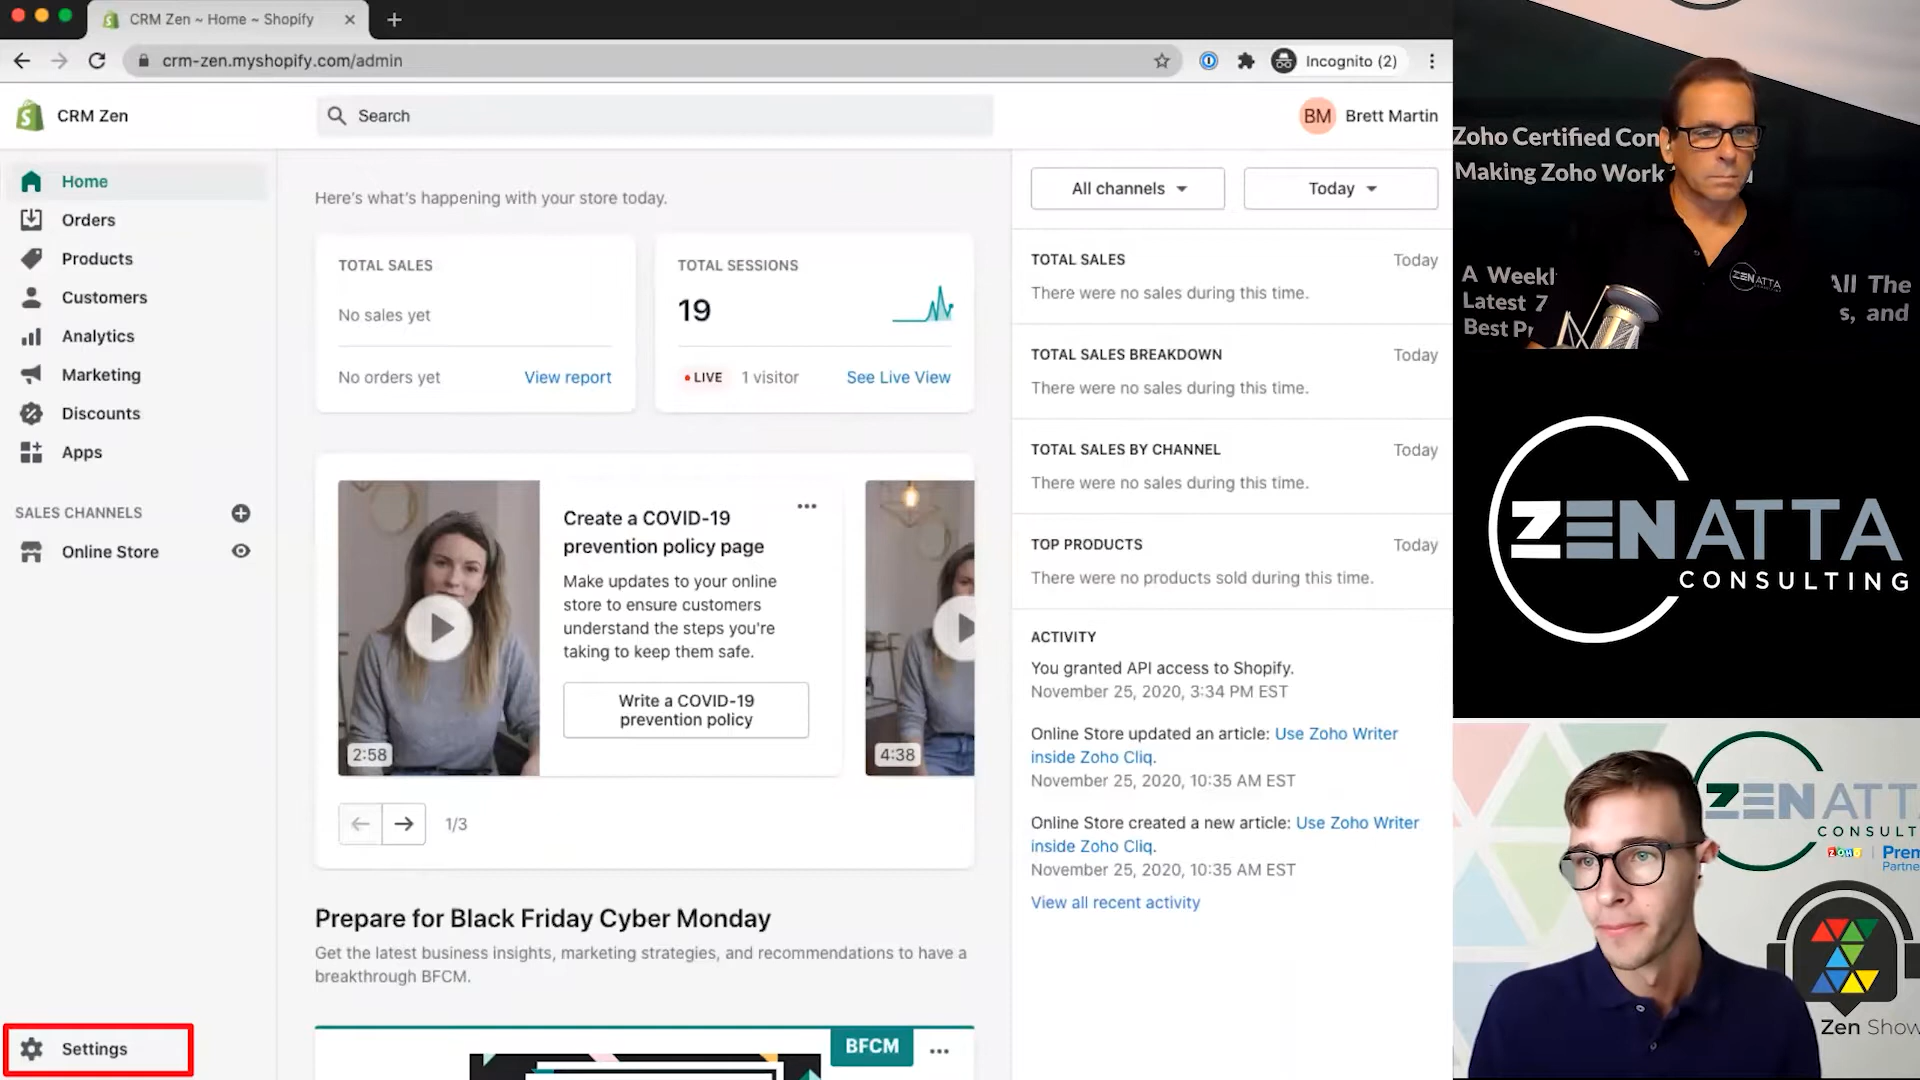 CRM Zen ~ Home ~ Shopify
crm-zen.myshopify.com/admin
Incognito (2)
CRM Zen
Search
BM
Brett Martin
Home
Orders
Products
Customers
Analytics
Marketing
Discounts
Apps
SALES CHANNELS
Online Store
Settings
Here's what's happening with your store today.
TOTAL SALES
No sales yet
No orders yet
View report
TOTAL SESSIONS
19
LIVE
1 visitor
See Live View
2:58
Create a COVID-19
prevention policy page
Make updates to your online
store to ensure customers
understand the steps you're
taking to keep them safe.
Write a COVID-19
prevention policy
4:38
1/3
Prepare for Black Friday Cyber Monday
Get the latest business insights, marketing strategies, and recommendations to have a
breakthrough BFCM.
BFCM
All channels
Today
TOTAL SALES
Today
There were no sales during this time.
TOTAL SALES BREAKDOWN
Today
There were no sales during this time.
TOTAL SALES BY CHANNEL
Today
There were no sales during this time.
TOP PRODUCTS
Today
There were no products sold during this time.
ACTIVITY
You granted API access to Shopify.
November 25, 2020, 3:34 PM EST
Online Store updated an article: Use Zoho Writer
inside Zoho Cliq.
November 25, 2020, 10:35 AM EST
Online Store created a new article: Use Zoho Writer
inside Zoho Cliq.
November 25, 2020, 10:35 AM EST
View all recent activity
Zoho Certified Con
Making Zoho Work
A Weekl
All The
Latest
s, and
Best Pr
ZENATTA
ZENATTA
CONSULTING
ZENATT
CONSULT
ZOHO
Prem
Partne
Zen Show